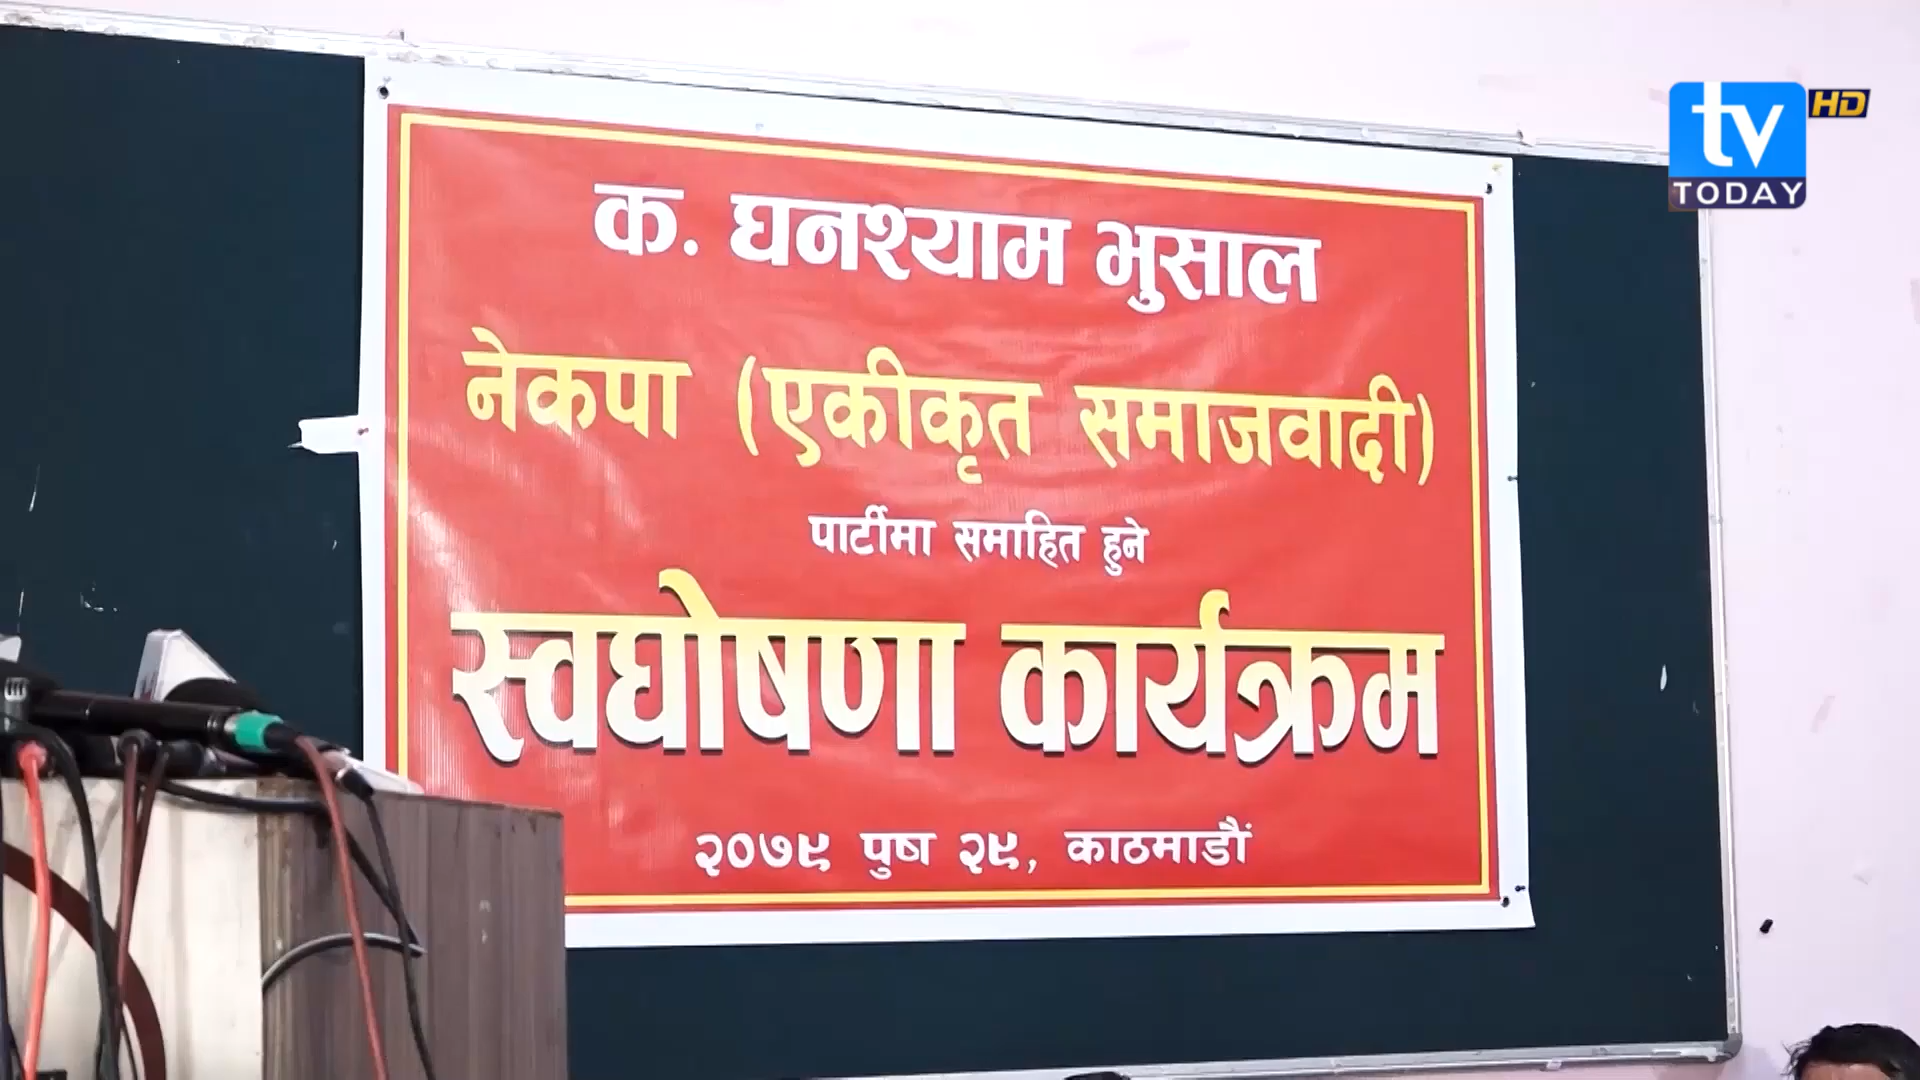 tv HD
TODAY
क. घनश्याम भुसाल
नेकपा (एकीकृत समाजवादी)
पार्टीमा समाहित हुने
स्वघोषणा कार्यक्रम
२०७९ पुष २९, काठमाडौं